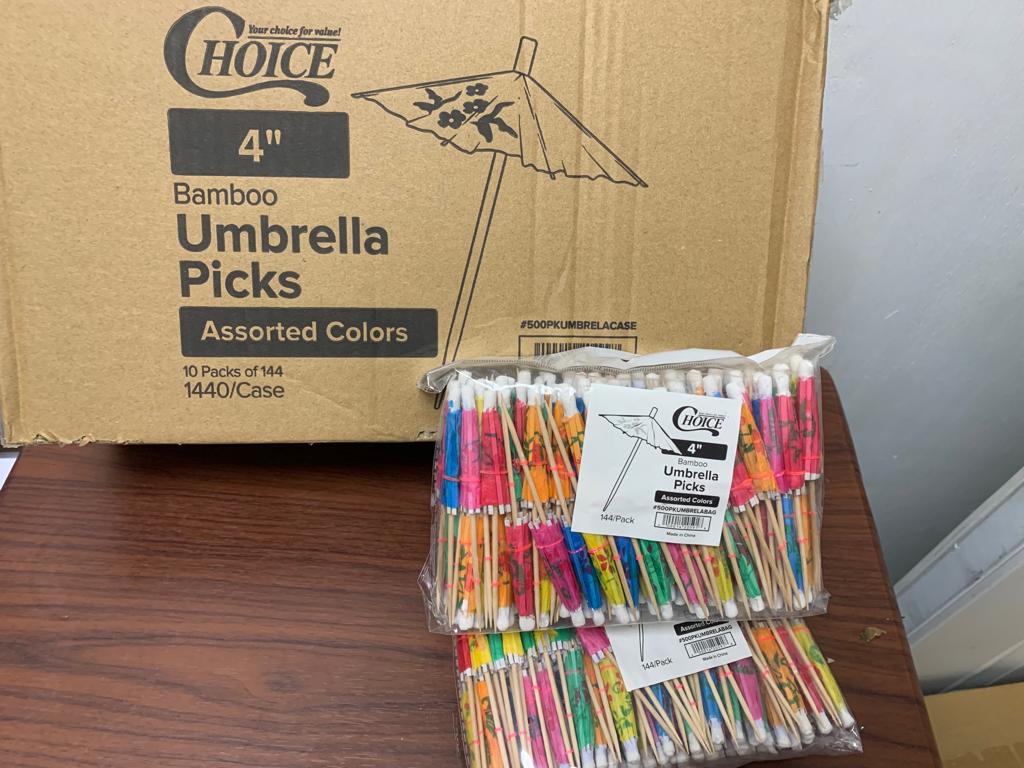 Your choice for value!
CHOICE
4"
Bamboo
Umbrella
Picks
Assorted Colors
10 Packs of 144
1440/Case
#500PKUMBRELACASE
CHOICE
4"
Bamboo
Umbrella
Picks
Assorted Colors
#500PKUMBRELABAG
144/Pack
Made in China
Assorted Colors
#500PKUMBRELABAG
144/Pack
Made in China